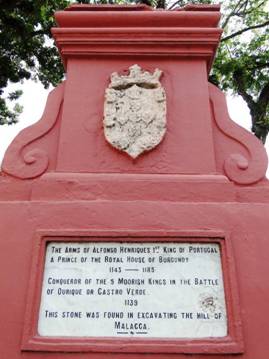 The Arms of Alfonso Henriques 1st King of Portugal
A Prince of the Royal House of Burgundy
1143 — 1185
Conqueror of the 5 Moorish Kings in the Battle
of Ourique or Castro Verde.
1139
This stone was found in excavating the Hill of
Malacca.